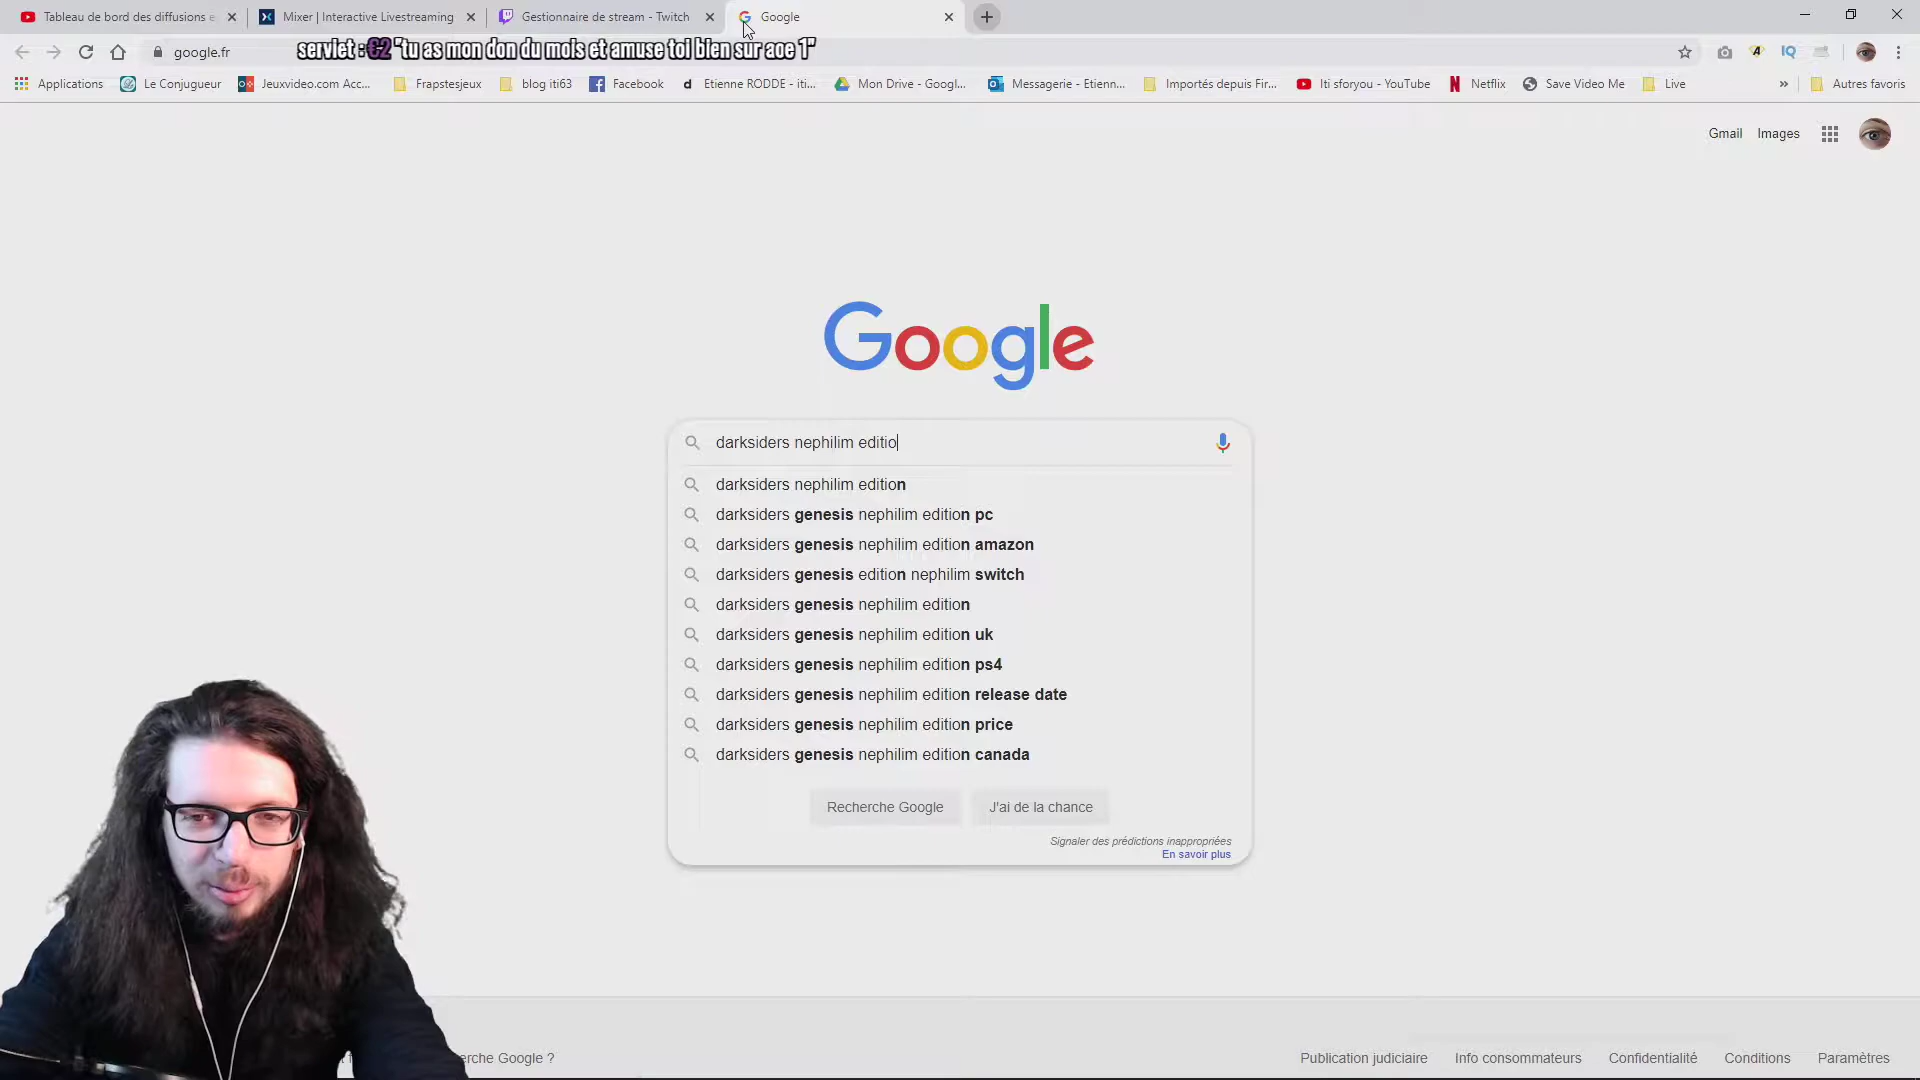 Tableau de bord des diffusions e
Mixer | Interactive Livestreaming
Gestionnaire de stream - Twitch
Google
google.fr
servlet : €2 "tu as mon don du mois et amuse toi bien sur aoe 1"
Applications
Le Conjugueur
Jeuxvideo.com Acc...
Frapstesjeux
blog iti63
Facebook
Etienne RODDE - iti...
Mon Drive - Googl...
Messagerie - Etienn...
Importés depuis Fir...
Iti sforyou - YouTube
Netflix
Save Video Me
Live
»
Autres favoris
Gmail
Images
Google
darksiders nephilim editio
darksiders nephilim edition
darksiders genesis nephilim edition pc
darksiders genesis nephilim edition amazon
darksiders genesis edition nephilim switch
darksiders genesis nephilim edition
darksiders genesis nephilim edition uk
darksiders genesis nephilim edition ps4
darksiders genesis nephilim edition release date
darksiders genesis nephilim edition price
darksiders genesis nephilim edition canada
Recherche Google
J'ai de la chance
Signaler des prédictions inappropriées
En savoir plus
erche Google ?
Publication judiciaire
Info consommateurs
Confidentialité
Conditions
Paramètres